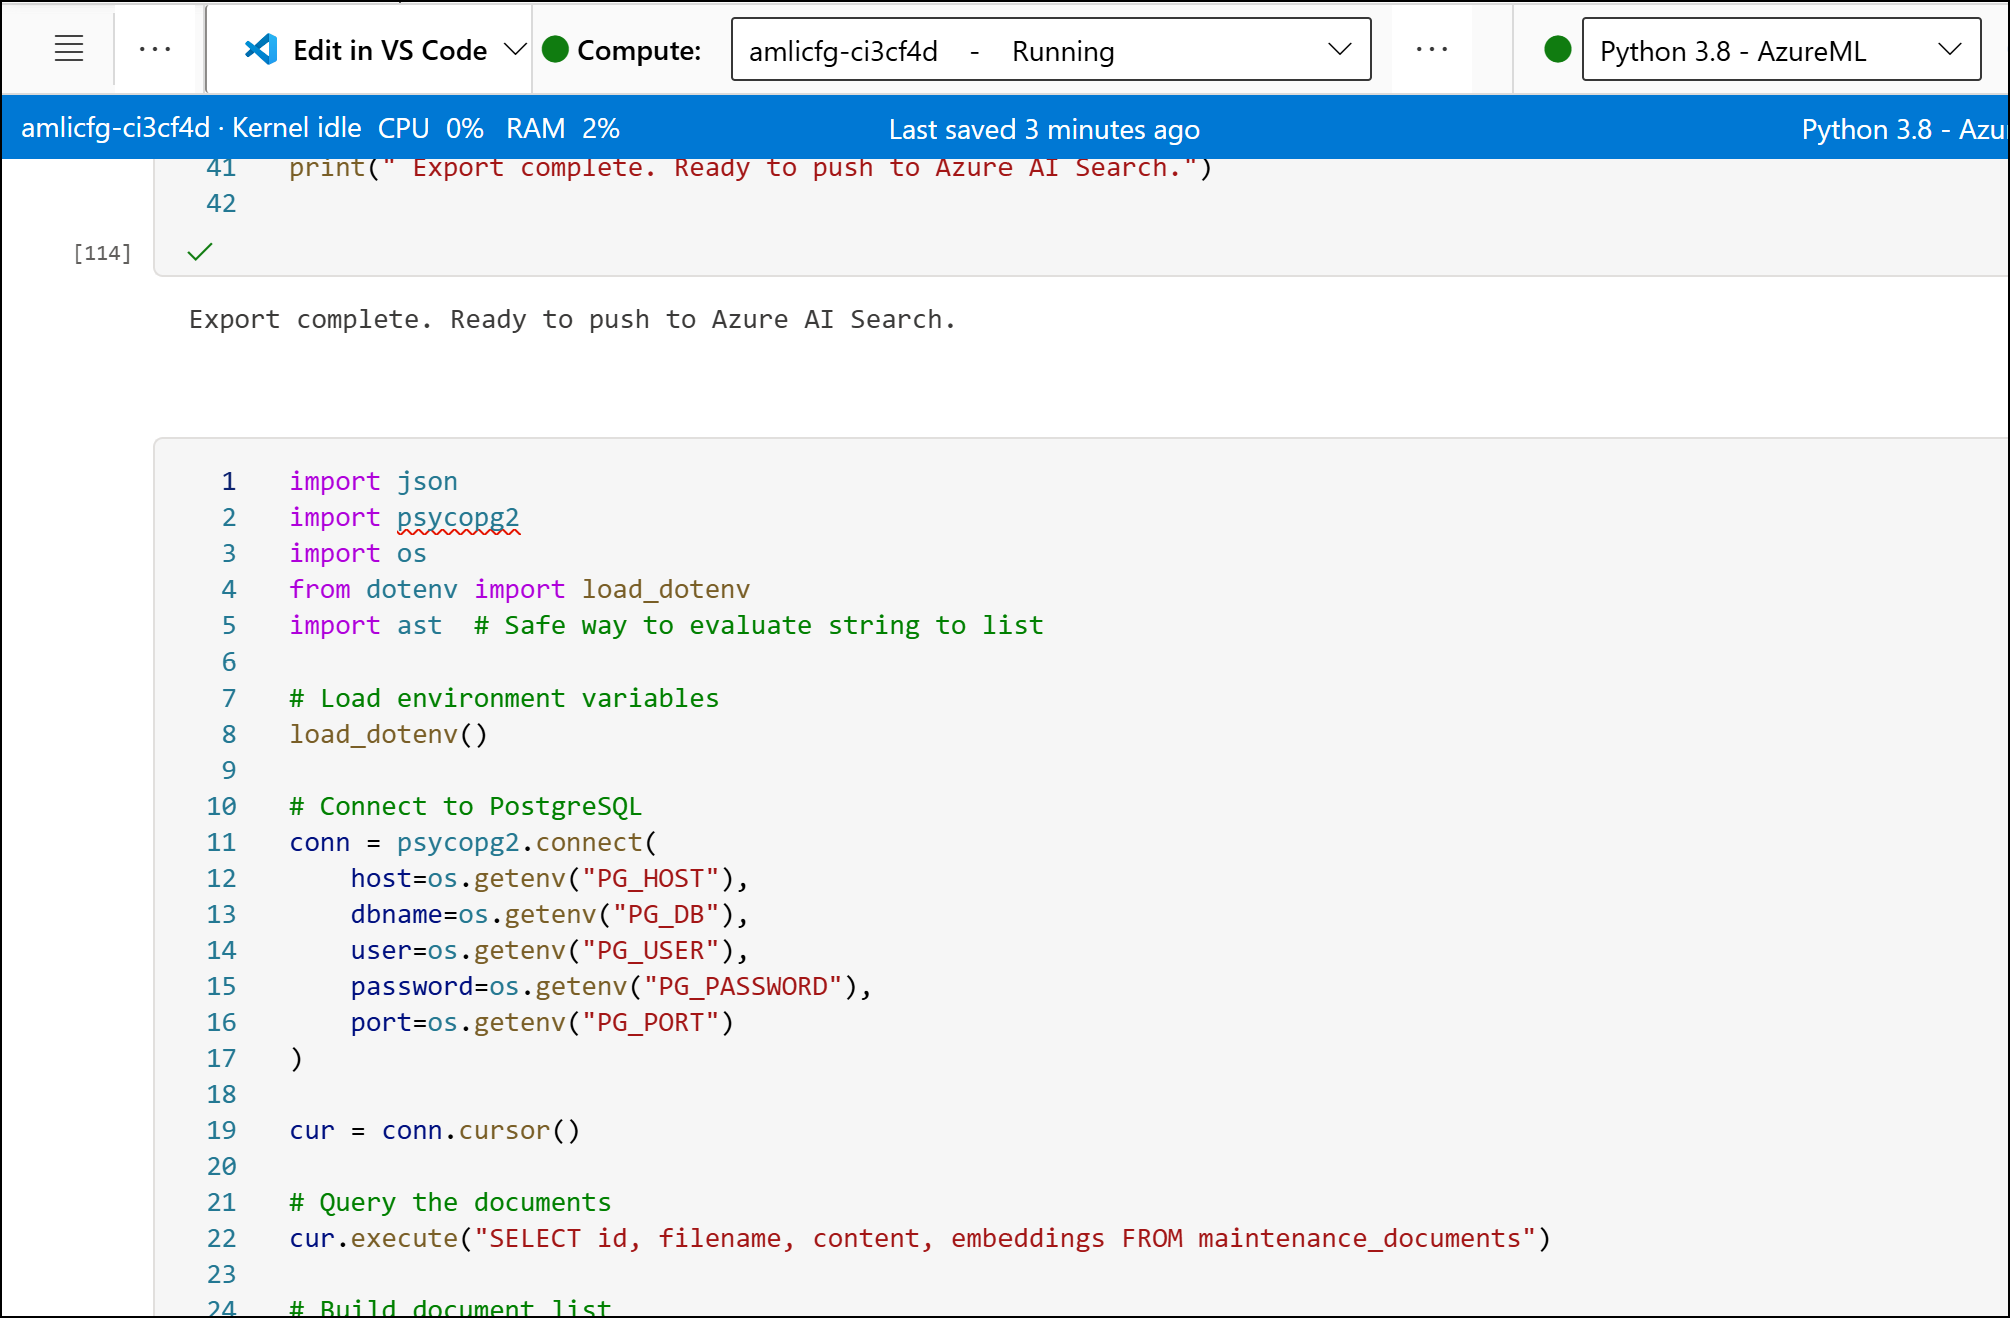 ··· Edit in VS Code Compute: amlicfg-ci3cf4d - Running ··· Python 3.8 - AzureML
amlicfg-ci3cf4d · Kernel idle CPU 0% RAM 2% Last saved 3 minutes ago Python 3.8 - Azu
41 print(" Export complete. Ready to push to Azure AI Search.")
42
[114]
Export complete. Ready to push to Azure AI Search.
1 import json
2 import psycopg2
3 import os
4 from dotenv import load_dotenv
5 import ast  # Safe way to evaluate string to list
6
7 # Load environment variables
8 load_dotenv()
9
10 # Connect to PostgreSQL
11 conn = psycopg2.connect(
12     host=os.getenv("PG_HOST"),
13     dbname=os.getenv("PG_DB"),
14     user=os.getenv("PG_USER"),
15     password=os.getenv("PG_PASSWORD"),
16     port=os.getenv("PG_PORT")
17 )
18
19 cur = conn.cursor()
20
21 # Query the documents
22 cur.execute("SELECT id, filename, content, embeddings FROM maintenance_documents")
23
24 # Build document list